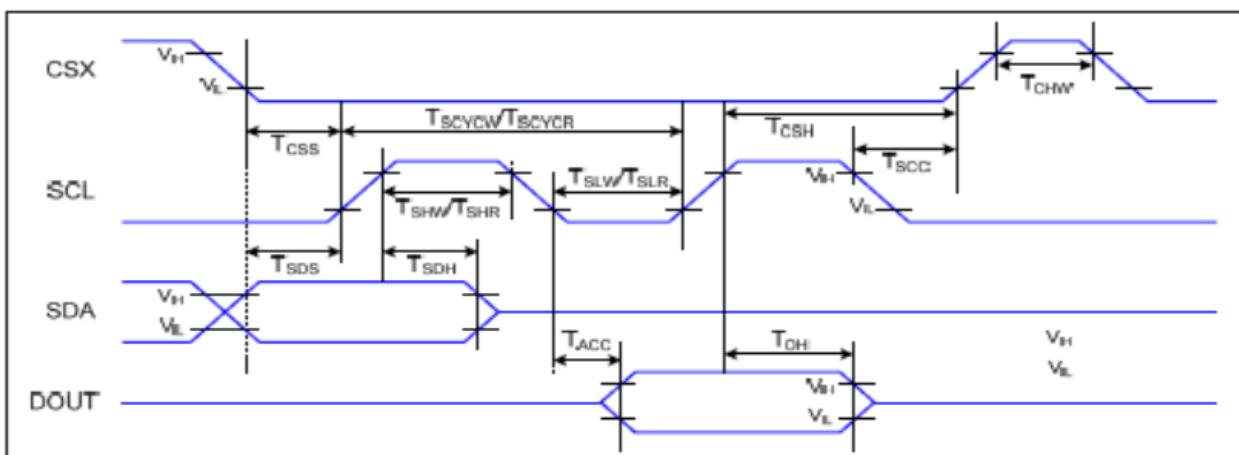 CSX
VIH
VIL
TCHW
TCSS
TSCYCW/TSCYCR
TCSH
TSCC
SCL
TSHW/TSHR
TSLW/TSLR
VIH
VIL
TSDS
TSDH
SDA
VIH
VIL
TACC
TOH
VIH
VIL
DOUT
VIH
VIL